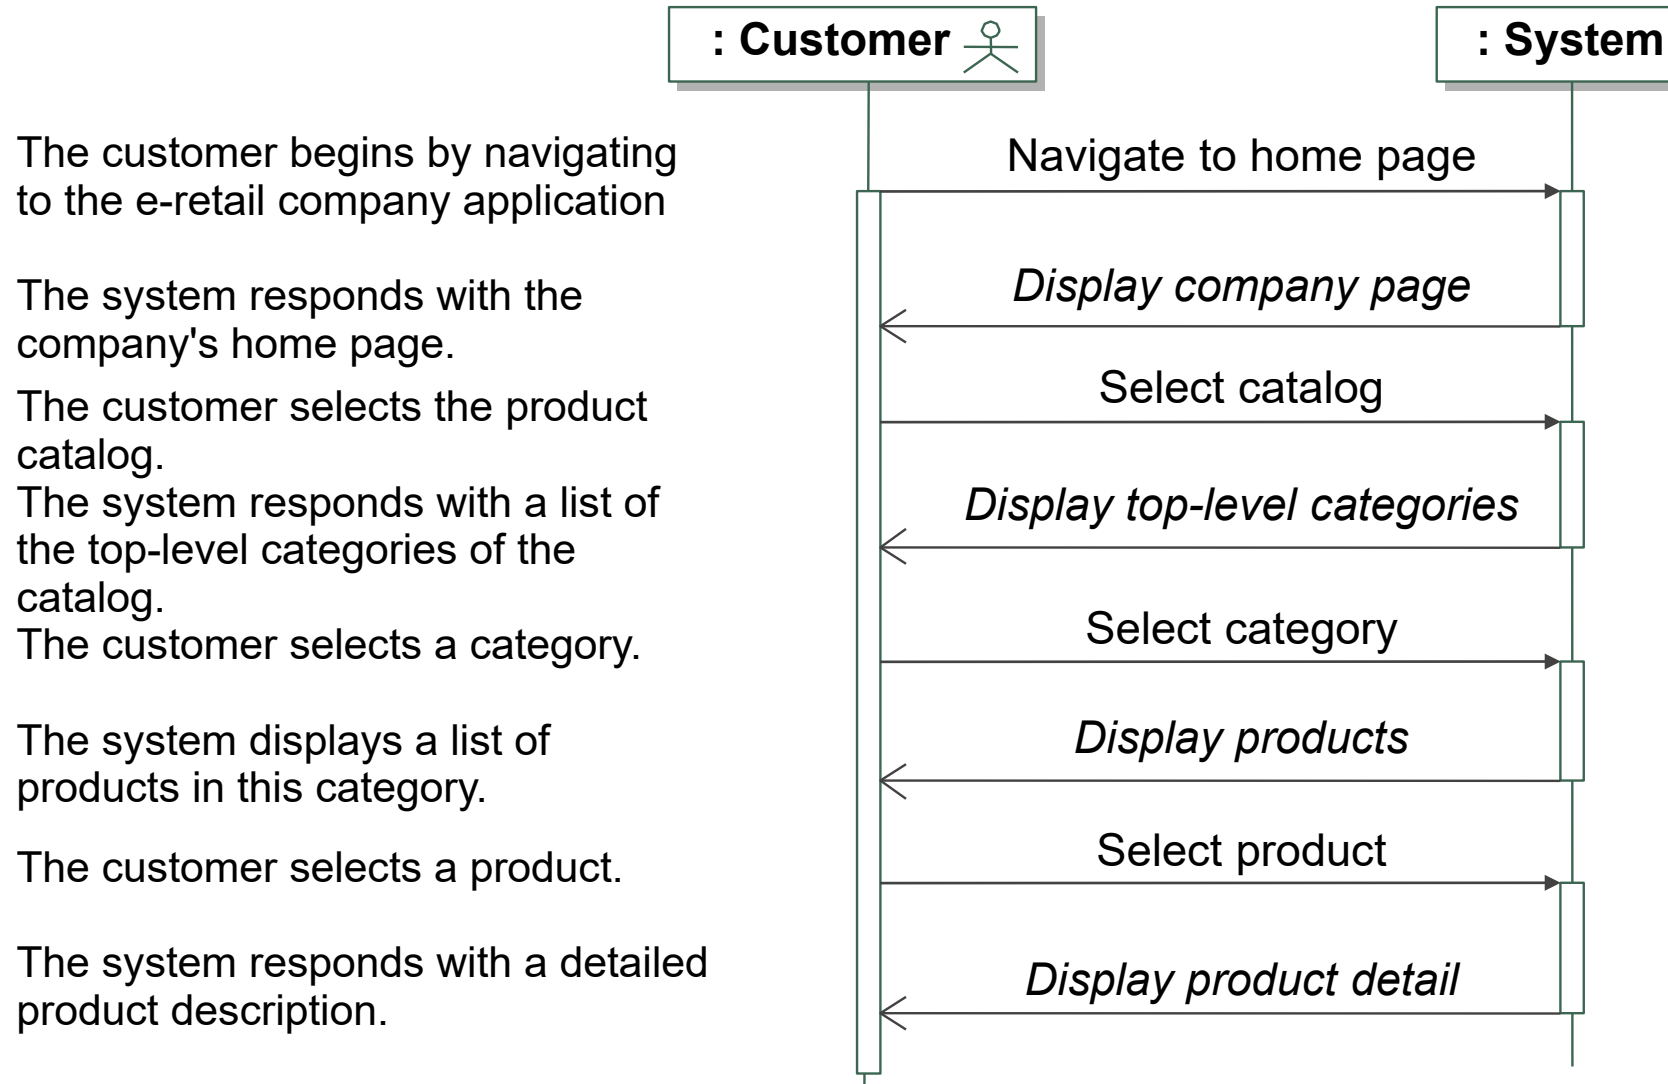 : Customer
: System
The customer begins by navigating
to the e-retail company application
Navigate to home page
The system responds with the
company's home page.
Display company page
The customer selects the product
catalog.
Select catalog
The system responds with a list of
the top-level categories of the
catalog.
Display top-level categories
The customer selects a category.
Select category
The system displays a list of
products in this category.
Display products
The customer selects a product.
Select product
The system responds with a detailed
product description.
Display product detail